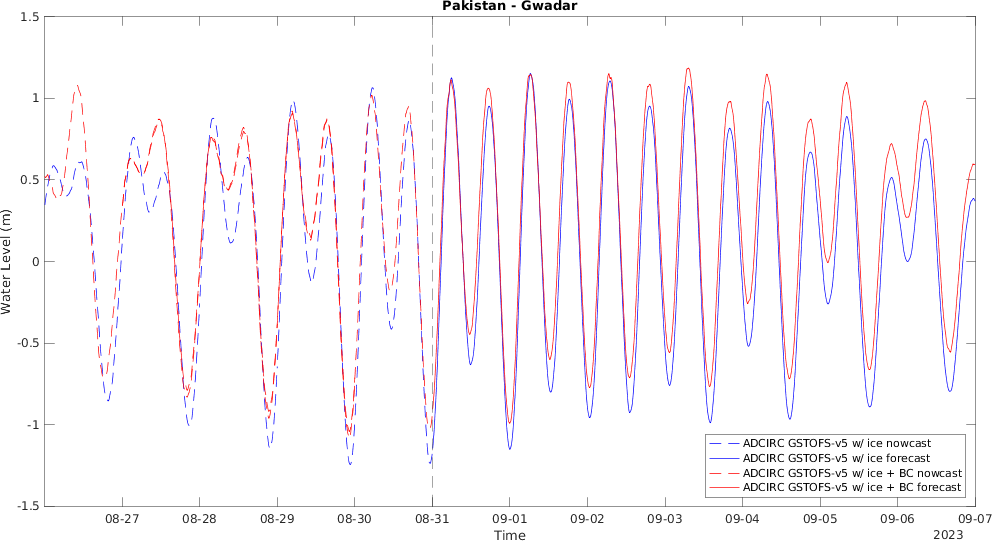 Pakistan - Gwadar
1.5
1
0.5
0
-0.5
-1
-1.5
Water Level (m)
ADCIRC GSTOFS-v5 w/ ice nowcast
ADCIRC GSTOFS-v5 w/ ice forecast
ADCIRC GSTOFS-v5 w/ ice + BC nowcast
ADCIRC GSTOFS-v5 w/ ice + BC forecast
08-27 08-28 08-29 08-30 08-31 09-01 09-02 09-03 09-04 09-05 09-06 09-07
Time
2023